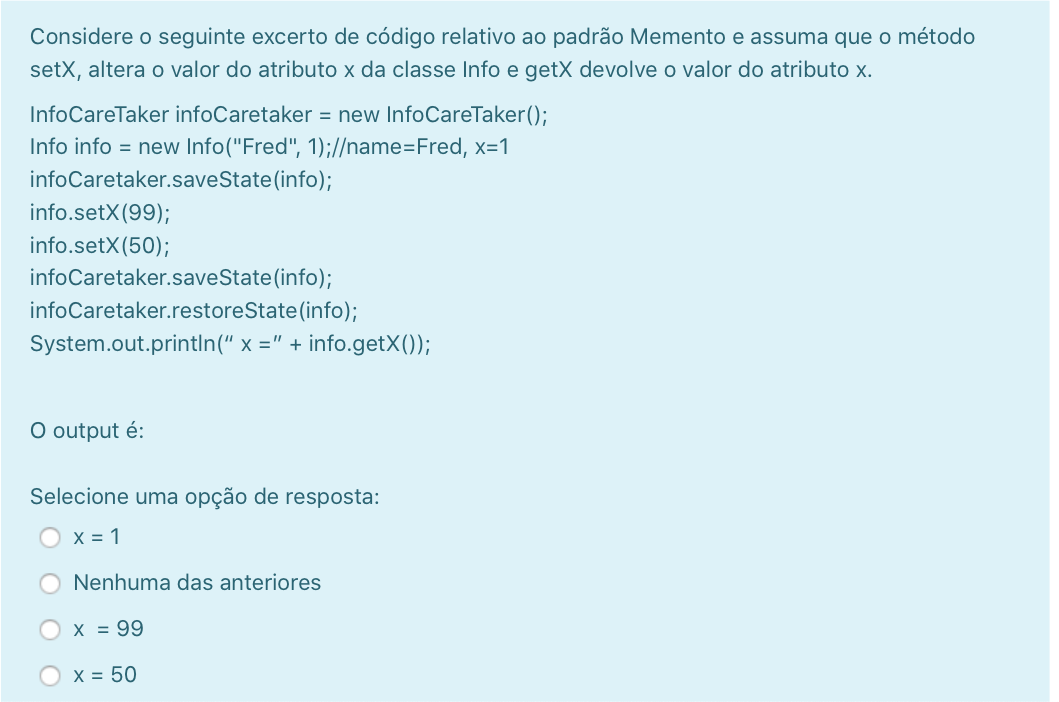 Considere o seguinte excerto de código relativo ao padrão Memento e assuma que o método
setX, altera o valor do atributo x da classe Info e getX devolve o valor do atributo x.
InfoCareTaker infoCaretaker = new InfoCareTaker();
Info info = new Info("Fred", 1);//name=Fred, x=1
infoCaretaker.saveState(info);
info.setX(99);
info.setX(50);
infoCaretaker.saveState(info);
infoCaretaker.restoreState(info);
System.out.println(“ x =” + info.getX());
O output é:
Selecione uma opção de resposta:
x = 1
Nenhuma das anteriores
x  = 99
x = 50